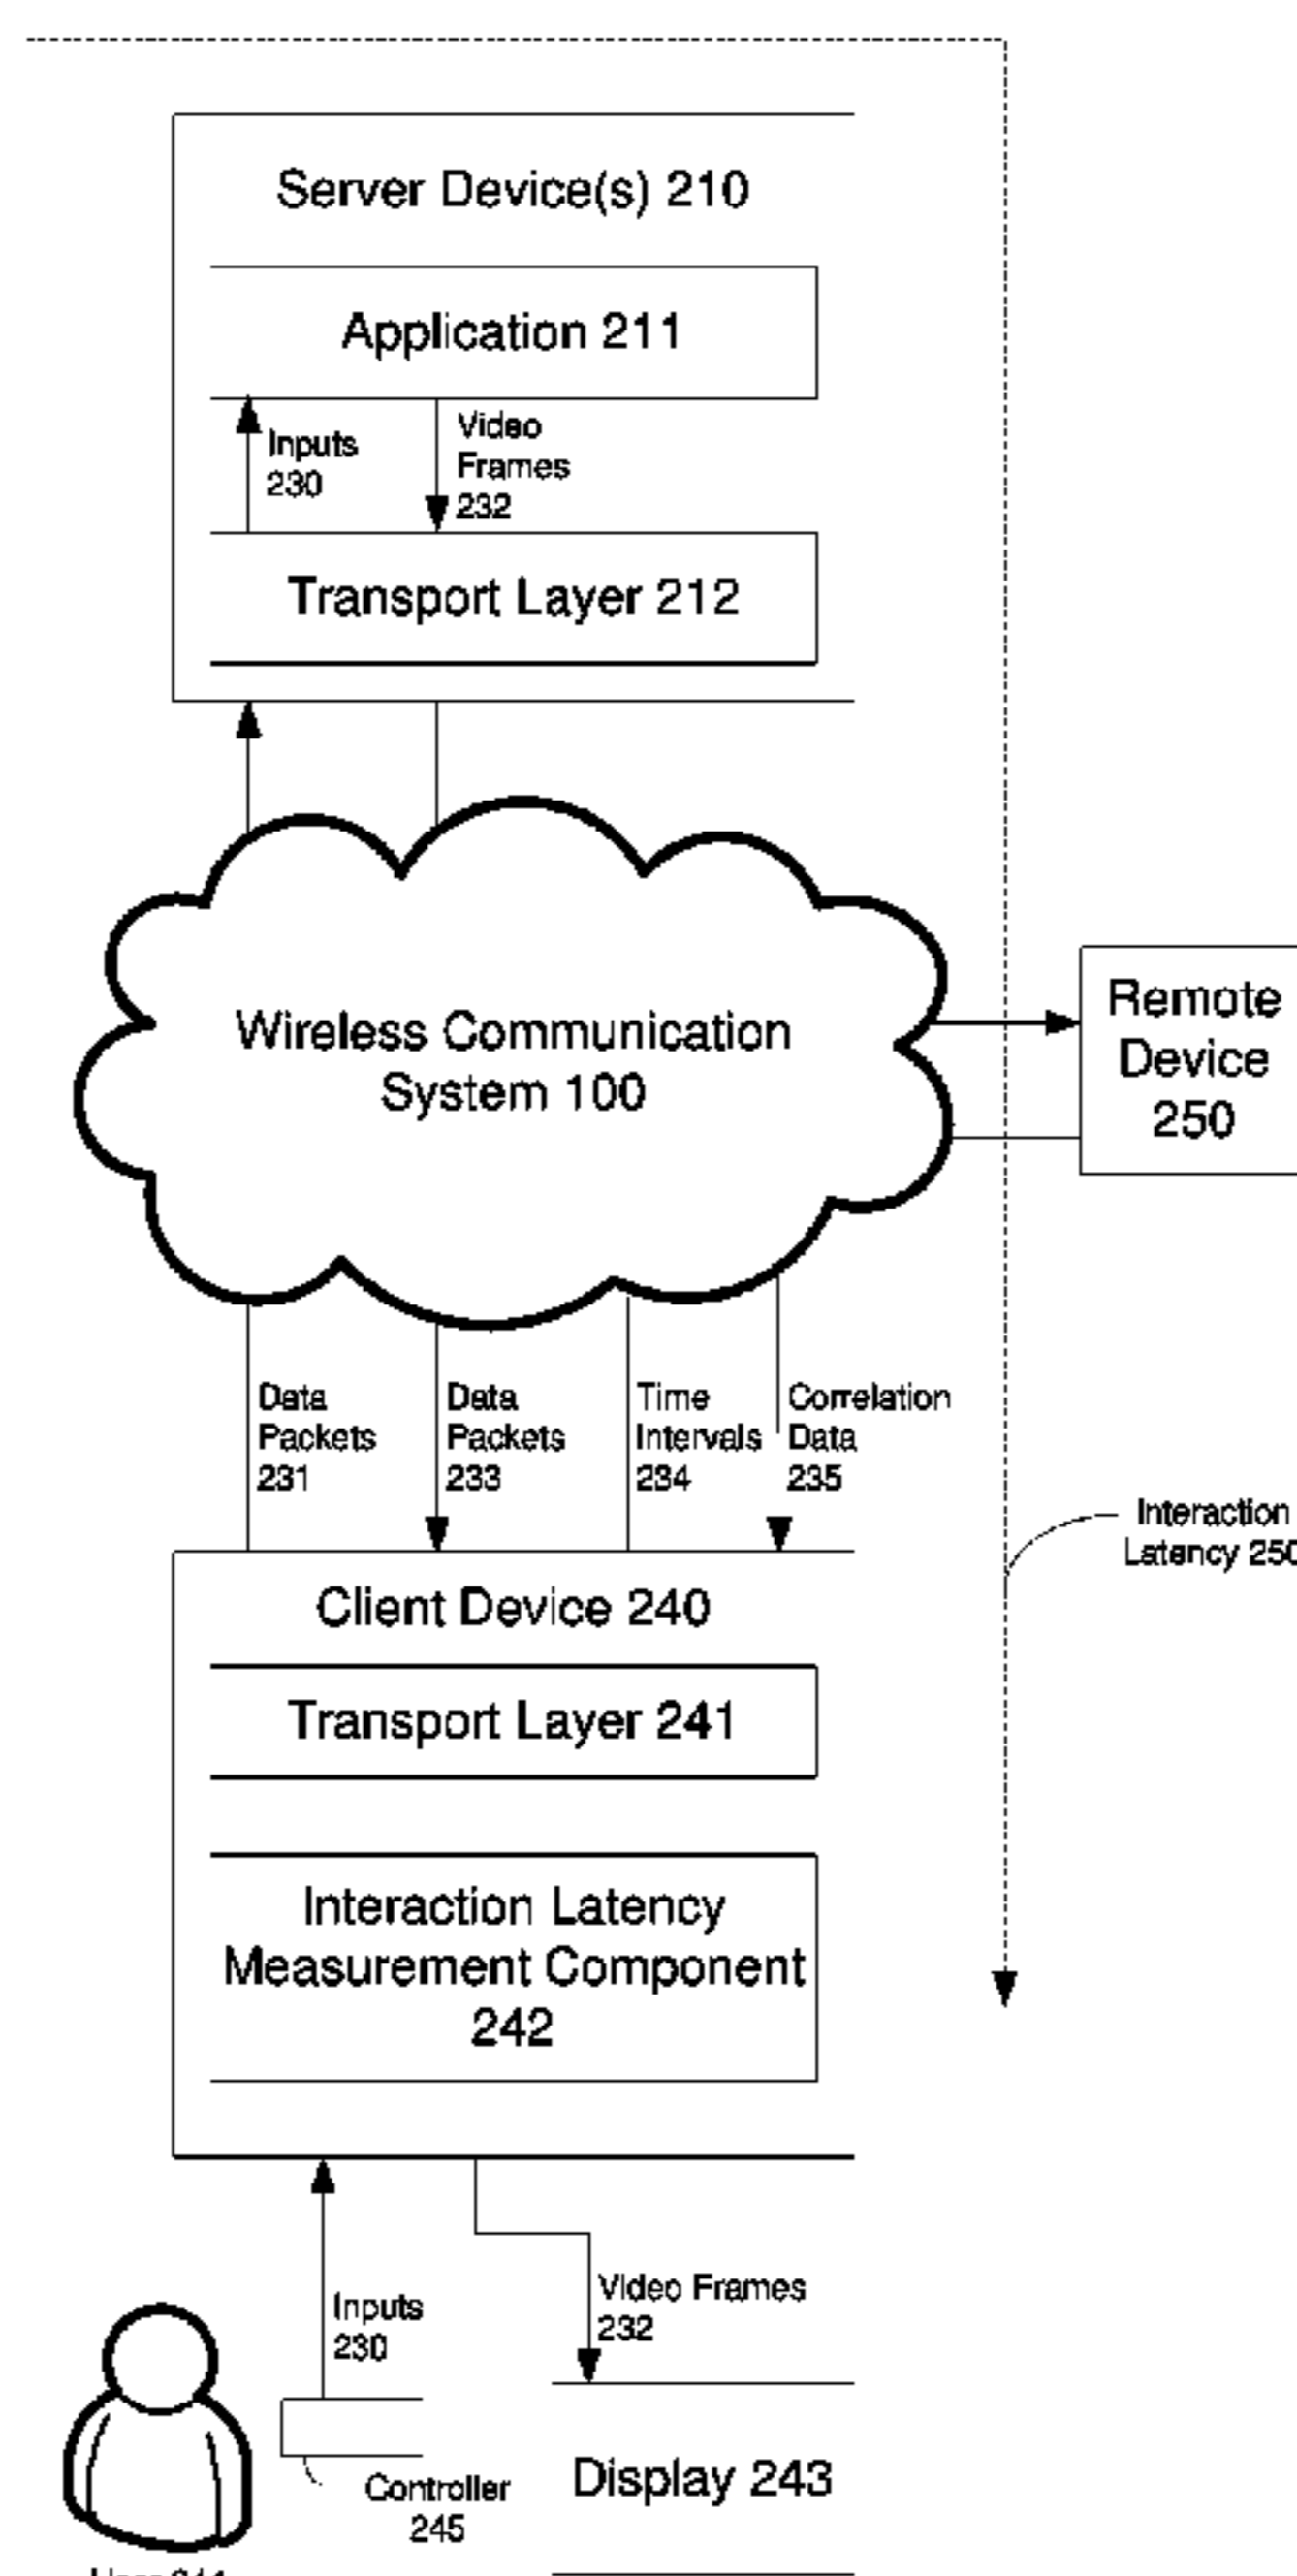 Server Device(s) 210
Application 211
Inputs
230
Video
Frames
232
Transport Layer 212
Wireless Communication
System 100
Remote
Device
250
Data
Packets
231
Data
Packets
233
Time
Intervals
234
Correlation
Data
235
Interaction
Latency 250
Client Device 240
Transport Layer 241
Interaction Latency
Measurement Component
242
Inputs
230
Video Frames
232
Controller
245
Display 243